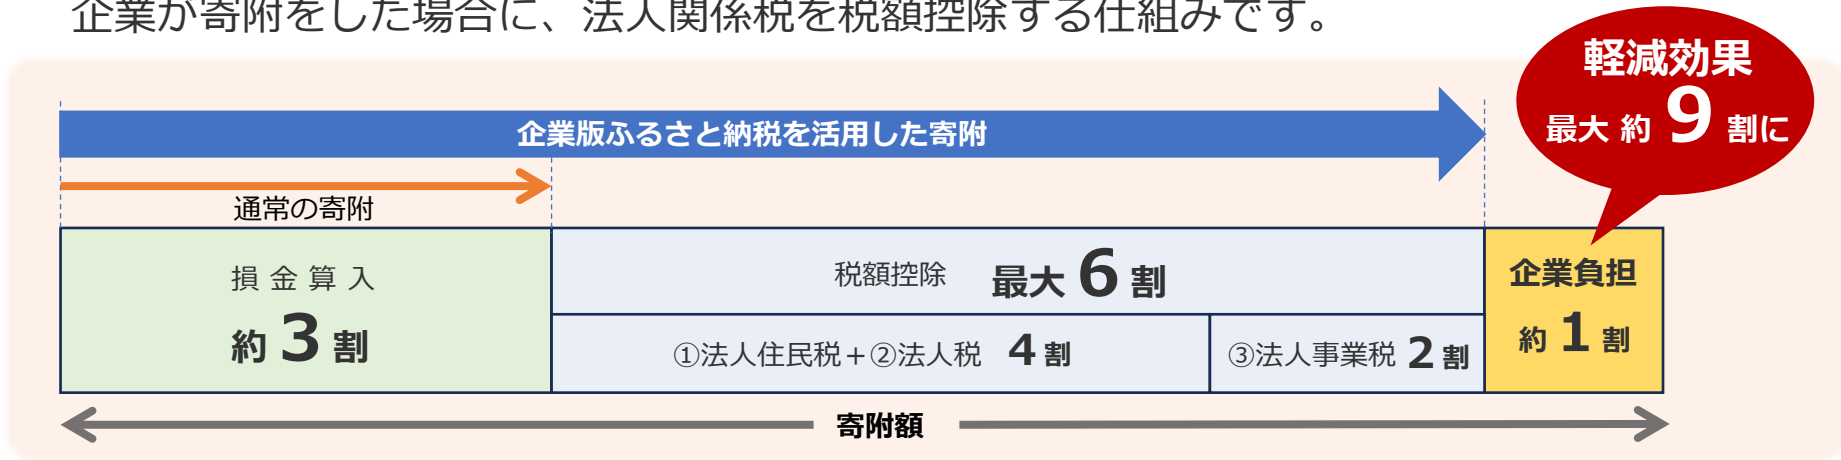 企業が寄附をした場合に、法人関係税を税額控除する仕組みです。
軽減効果
最大 約 9 割に
企業版ふるさと納税を活用した寄附
通常の寄附
損金算入
約 3 割
税額控除 最大 6 割
①法人住民税＋②法人税 4 割
③法人事業税 2 割
企業負担
約 1 割
寄附額